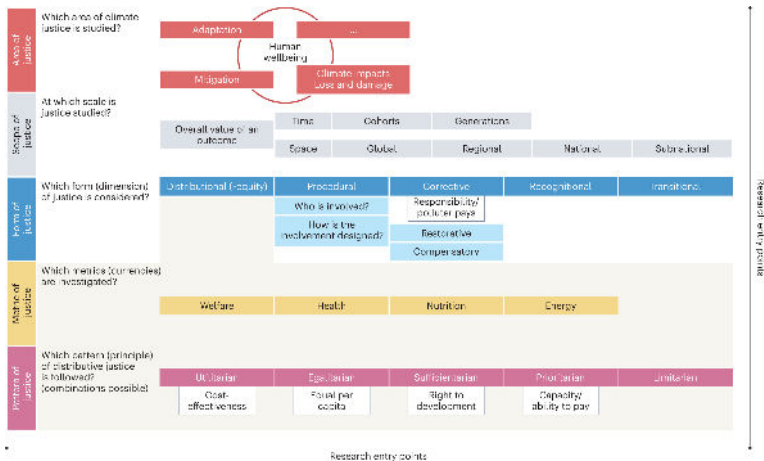 Area of
justice
Which area of climate
justice is studied?
Adaptation
...
Human
wellbeing
Mitigation
Climate impacts
Loss and damage
Scope of
justice
At which scale is
justice studied?
Overall value of an
outcome
Time
Cohorts
Generations
Space
Global
Regional
National
Subnational
Form of
justice
Which form (dimension)
of justice is considered?
Distributional (-equity)
Procedural
Corrective
Recognitional
Transitional
Who is involved?
How is the
involvement designed?
Responsibility/
polluter pays
Restorative
Compensatory
Metric of
justice
Which metrics (currencies)
are investigated?
Welfare
Health
Nutrition
Energy
Pattern of
justice
Which pattern (principle)
of distributive justice
is followed?
(combinations possible)
Utilitarian
Egalitarian
Sufficientarian
Prioritarian
Limitarian
Cost-
effectiveness
Equal per
capita
Right to
development
Capacity/
ability to pay
Research entry points
Research entry points